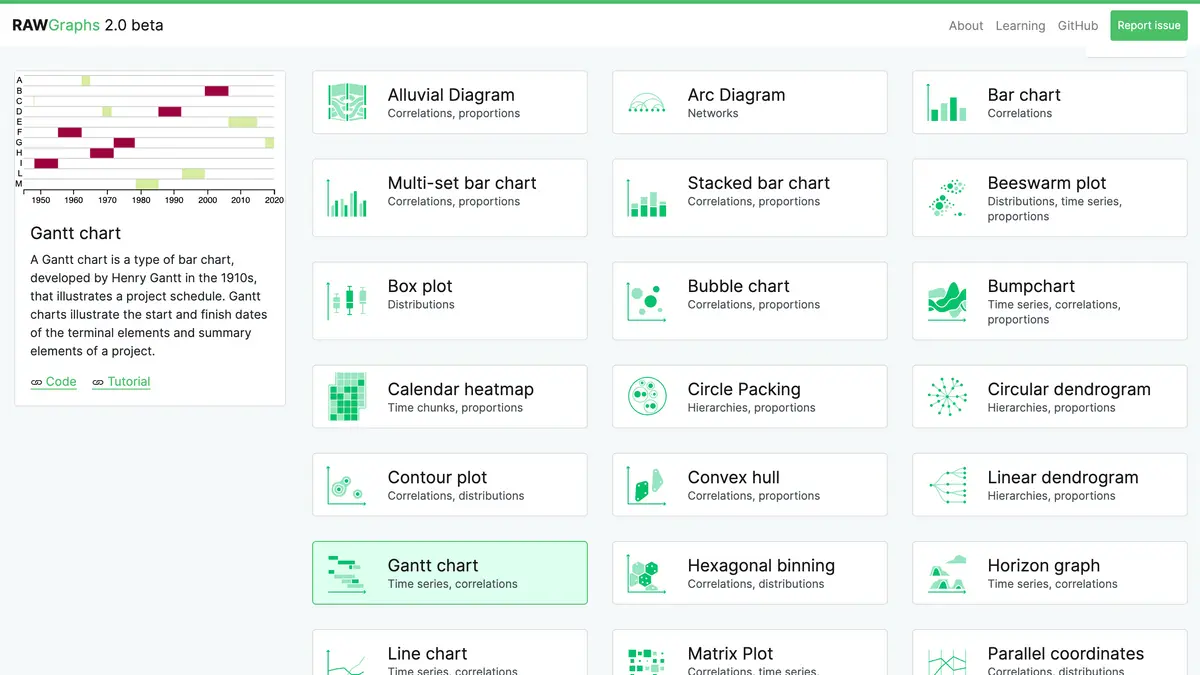 RAWGraphs 2.0 beta
About Learning GitHub Report issue
A
B
C
D
E
F
G
H
I
L
M
1950 1960 1970 1980 1990 2000 2010 2020
Gantt chart
A Gantt chart is a type of bar chart,
developed by Henry Gantt in the 1910s,
that illustrates a project schedule. Gantt
charts illustrate the start and finish dates
of the terminal elements and summary
elements of a project.
Code Tutorial
Alluvial Diagram
Correlations, proportions
Arc Diagram
Networks
Bar chart
Correlations
Multi-set bar chart
Correlations, proportions
Stacked bar chart
Correlations, proportions
Beeswarm plot
Distributions, time series,
proportions
Box plot
Distributions
Bubble chart
Correlations, proportions
Bumpchart
Time series, correlations,
proportions
Calendar heatmap
Time chunks, proportions
Circle Packing
Hierarchies, proportions
Circular dendrogram
Hierarchies, proportions
Contour plot
Correlations, distributions
Convex hull
Correlations, proportions
Linear dendrogram
Hierarchies, proportions
Gantt chart
Time series, correlations
Hexagonal binning
Correlations, distributions
Horizon graph
Time series, correlations
Line chart
Time series, correlations,
Matrix Plot
Correlations, time series,
Parallel coordinates
Correlations, distributions